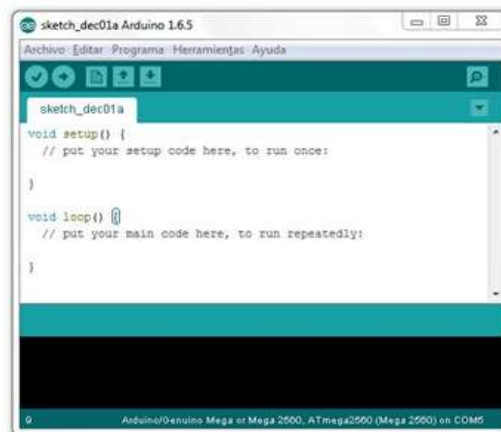 sketch_dec01a Arduino 1.6.5
Archivo Editar Programa Herramientas Ayuda
sketch_dec01a
void setup() {
// put your setup code here, to run once:
}
void loop() {
// put your main code here, to run repeatedly:
}
9 Arduino/Genuino Mega or Mega 2560, ATmega2560 (Mega 2560) on COM5